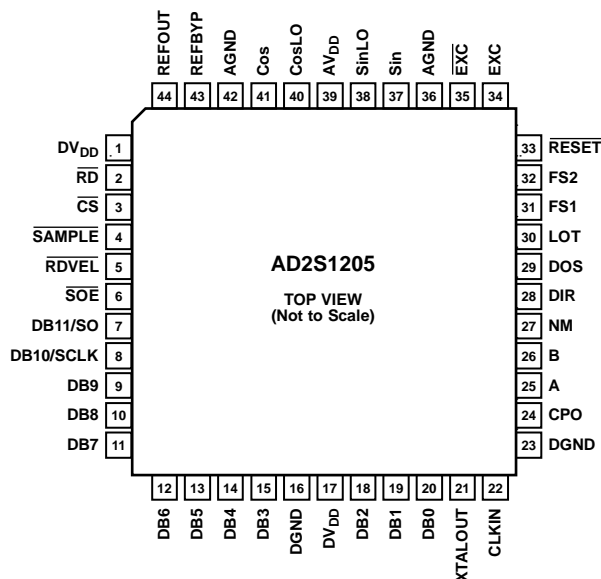 REFOUT
REFBYP
AGND
Cos
CosLO
AVDD
SinLO
Sin
AGND
EXC
EXC
44 43 42 41 40 39 38 37 36 35 34
DVDD 1
RD 2
CS 3
SAMPLE 4
RDVEL 5
SOE 6
DB11/SO 7
DB10/SCLK 8
DB9 9
DB8 10
DB7 11
AD2S1205
TOP VIEW
(Not to Scale)
33 RESET
32 FS2
31 FS1
30 LOT
29 DOS
28 DIR
27 NM
26 B
25 A
24 CPO
23 DGND
12 13 14 15 16 17 18 19 20 21 22
DB6
DB5
DB4
DB3
DGND
DVDD
DB2
DB1
DB0
XTALOUT
CLKIN